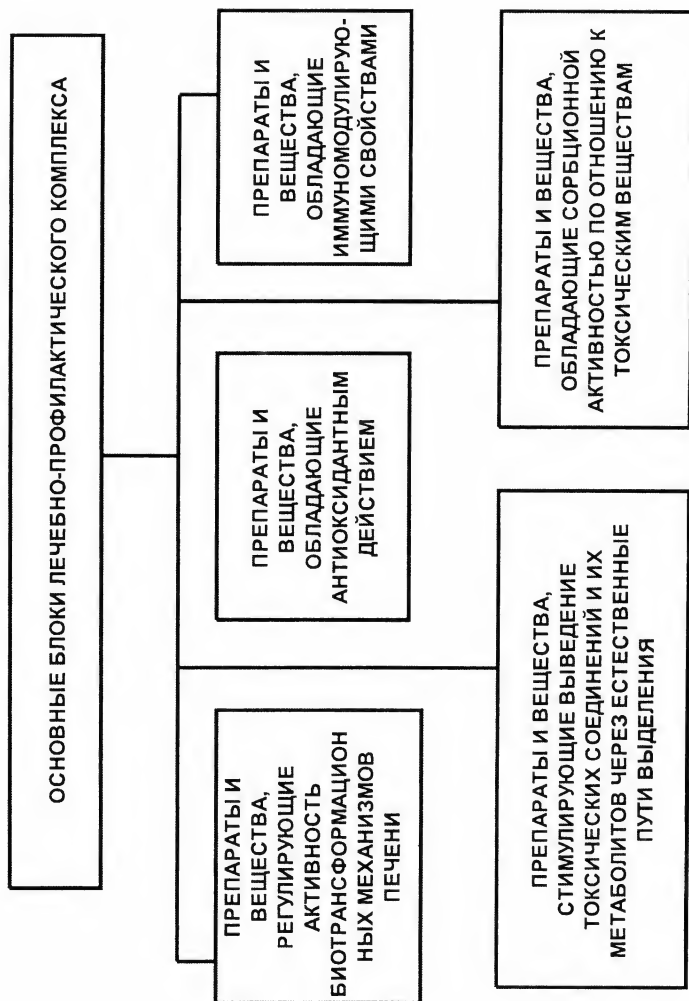 ОСНОВНЫЕ БЛОКИ ЛЕЧЕБНО-ПРОФИЛАКТИЧЕСКОГО КОМПЛЕКСА
ПРЕПАРАТЫ И
ВЕЩЕСТВА,
РЕГУЛИРУЮЩИЕ
АКТИВНОСТЬ
БИОТРАНСФОРМАЦИОН
НЫХ МЕХАНИЗМОВ
ПЕЧЕНИ
ПРЕПАРАТЫ И
ВЕЩЕСТВА,
ОБЛАДАЮЩИЕ
АНТИОКСИДАНТНЫМ
ДЕЙСТВИЕМ
ПРЕПАРАТЫ И
ВЕЩЕСТВА,
ОБЛАДАЮЩИЕ
ИММУНОМОДУЛИРУЮ-
ЩИМИ СВОЙСТВАМИ
ПРЕПАРАТЫ И ВЕЩЕСТВА,
СТИМУЛИРУЮЩИЕ ВЫВЕДЕНИЕ
ТОКСИЧЕСКИХ СОЕДИНЕНИЙ И ИХ
МЕТАБОЛИТОВ ЧЕРЕЗ ЕСТЕСТВЕННЫЕ
ПУТИ ВЫДЕЛЕНИЯ
ПРЕПАРАТЫ И ВЕЩЕСТВА,
ОБЛАДАЮЩИЕ СОРБЦИОННОЙ
АКТИВНОСТЬЮ ПО ОТНОШЕНИЮ К
ТОКСИЧЕСКИМ ВЕЩЕСТВАМ